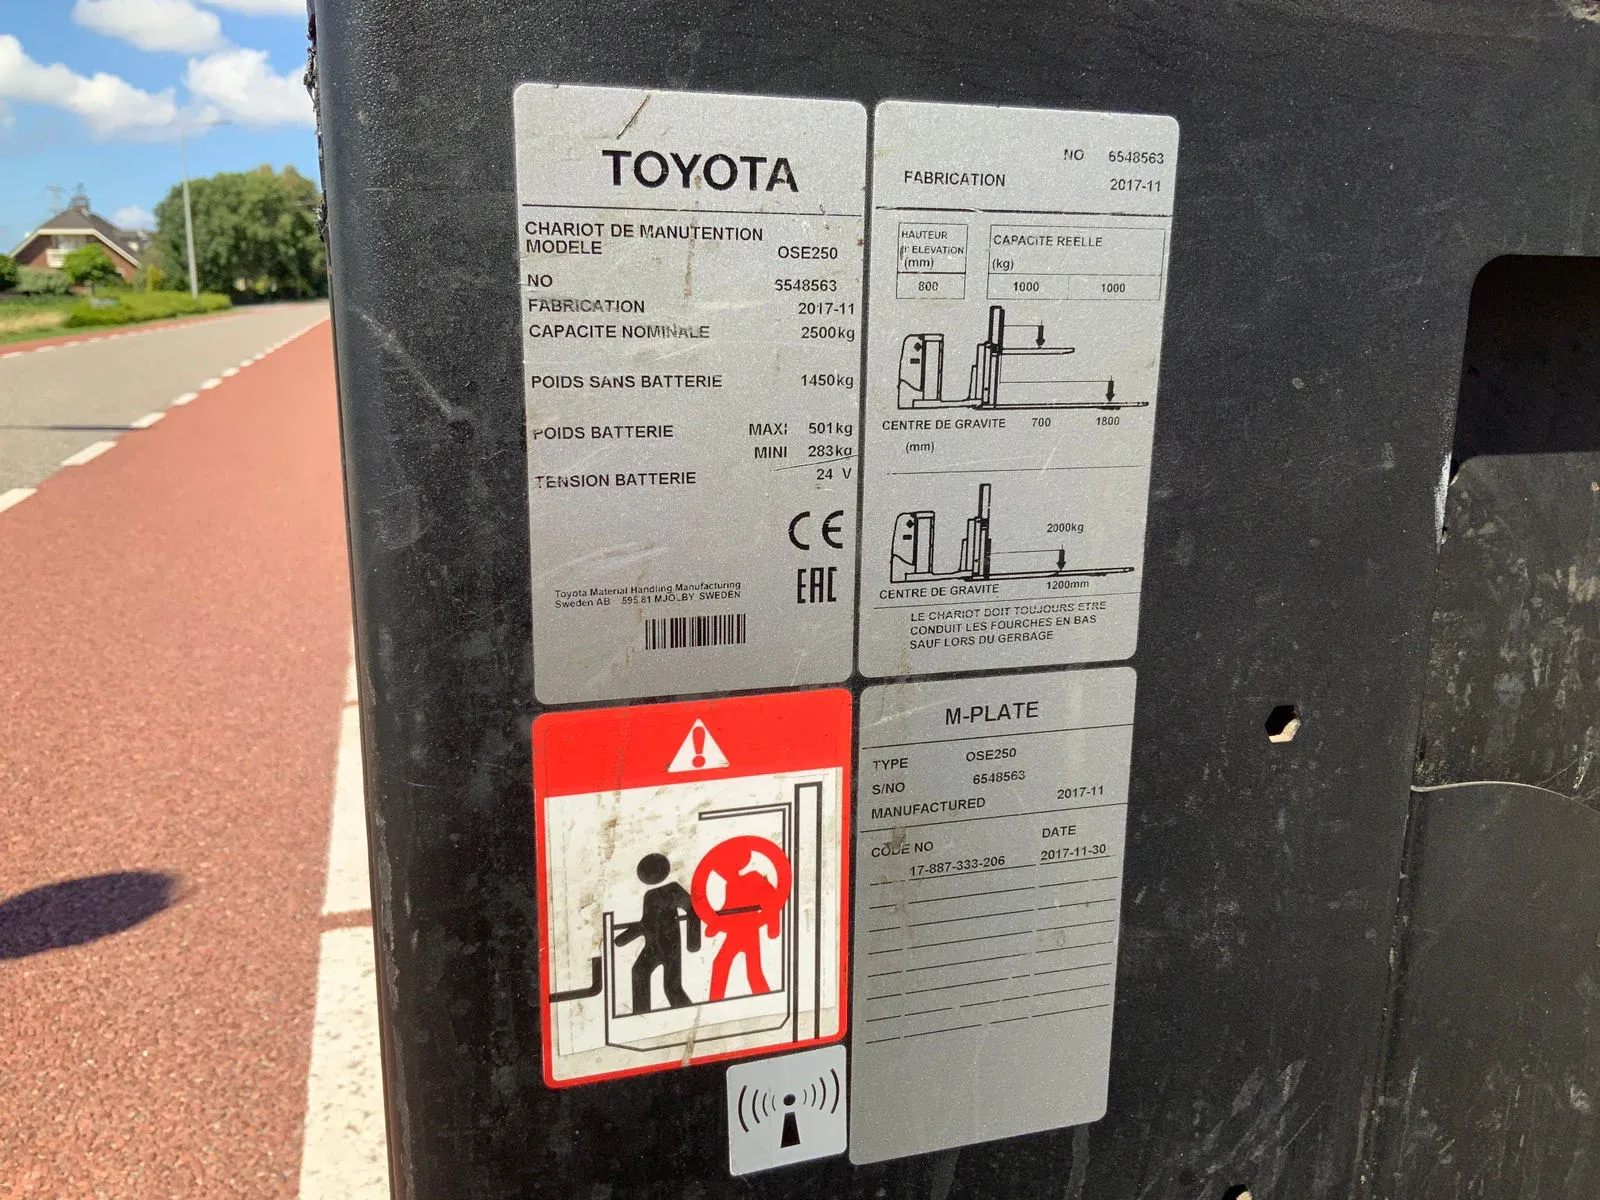 TOYOTA
CHARIOT DE MANUTENTION
MODELE OSE250
NO 6548563
FABRICATION 2017-11
CAPACITE NOMINALE 2500kg
POIDS SANS BATTERIE 1450kg
POIDS BATTERIE MAXI 501kg
MINI 283kg
TENSION BATTERIE 24 V
CE
EAC
Toyota Material Handling Manufacturing
Sweden AB 595 81 MJÖLBY SWEDEN
NO 6548563
FABRICATION 2017-11
HAUTEUR
D'ELEVATION
(mm)
CAPACITE REELLE
(kg)
800 1000 1000
CENTRE DE GRAVITE 700 1800
(mm)
2000kg
CENTRE DE GRAVITE 1200mm
LE CHARIOT DOIT TOUJOURS ETRE
CONDUIT LES FOURCHES EN BAS
SAUF LORS DU GERBAGE
M-PLATE
TYPE OSE250
S/NO 6548563
MANUFACTURED 2017-11
CODE NO DATE
17-887-333-206 2017-11-30